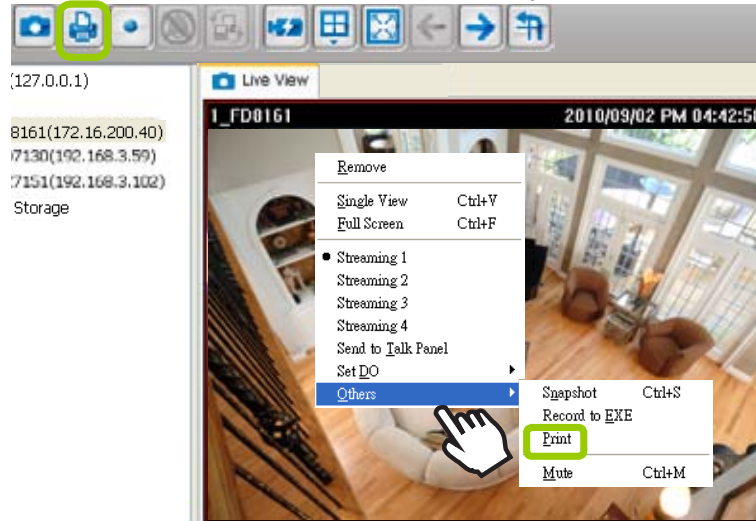 (127.0.0.1)
Live View
1_FD8161
2010/09/02 PM 04:42:58
8161(172.16.200.40)
7130(192.168.3.59)
7151(192.168.3.102)
Storage
Remove
Single View Ctrl+V
Full Screen Ctrl+F
Streaming 1
Streaming 2
Streaming 3
Streaming 4
Send to Talk Panel
Set DO
Others
Snapshot Ctrl+S
Record to EXE
Print
Mute Ctrl+M